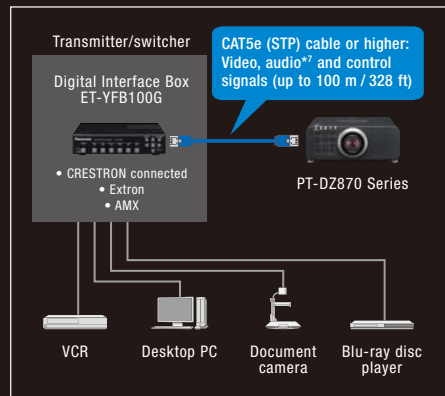 Transmitter/switcher
Digital Interface Box
ET-YFB100G
• CRESTRON connected
• Extron
• AMX
CAT5e (STP) cable or higher:
Video, audio*7 and control
signals (up to 100 m / 328 ft)
PT-DZ870 Series
VCR
Desktop PC
Document
camera
Blu-ray disc
player